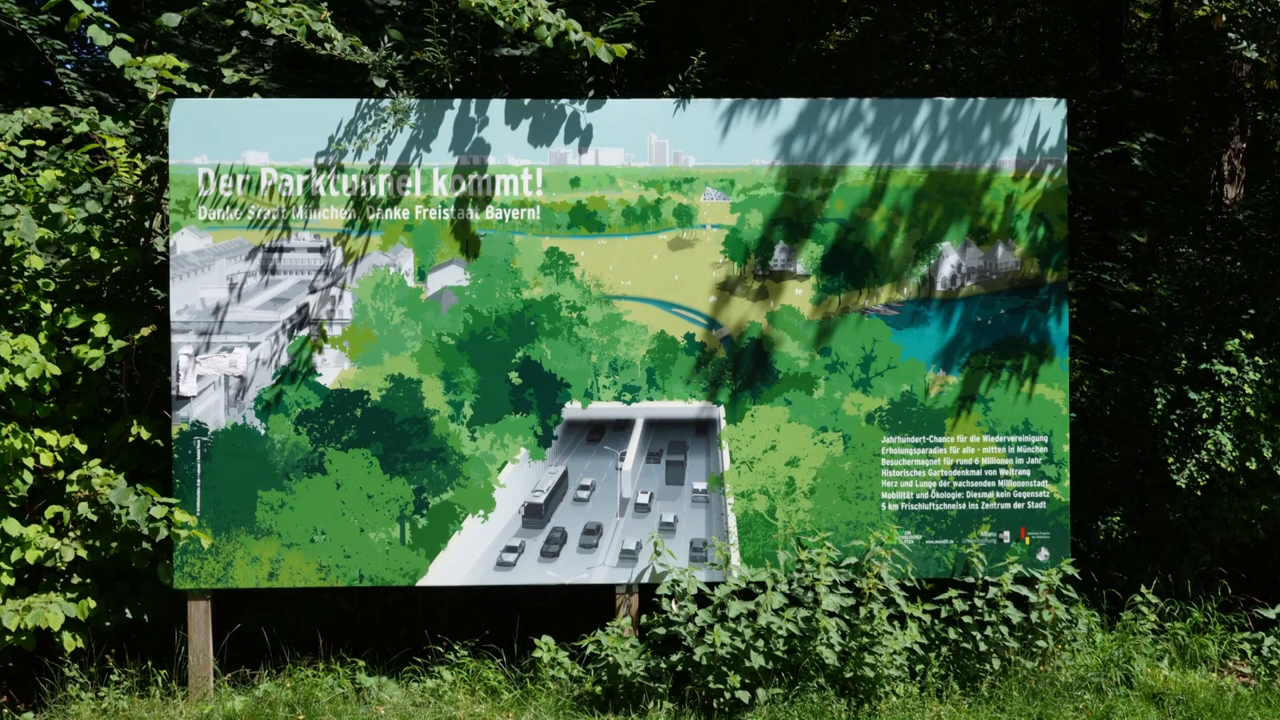 Der Parktunnel kommt!
Danke Stadt München, Danke Freistaat Bayern!
Jahrhundert-Chance für die Wiedervereinigung
Erholungsparadies für alle - mitten in München
Besuchermagnet für rund 6 Millionen im Jahr
Historisches Gartendenkmal von Weltrang
Herz und Lunge der wachsenden Millionenstadt
Mobilität und Ökologie: Diesmal kein Gegensatz
5 km Frischluftschneise ins Zentrum der Stadt